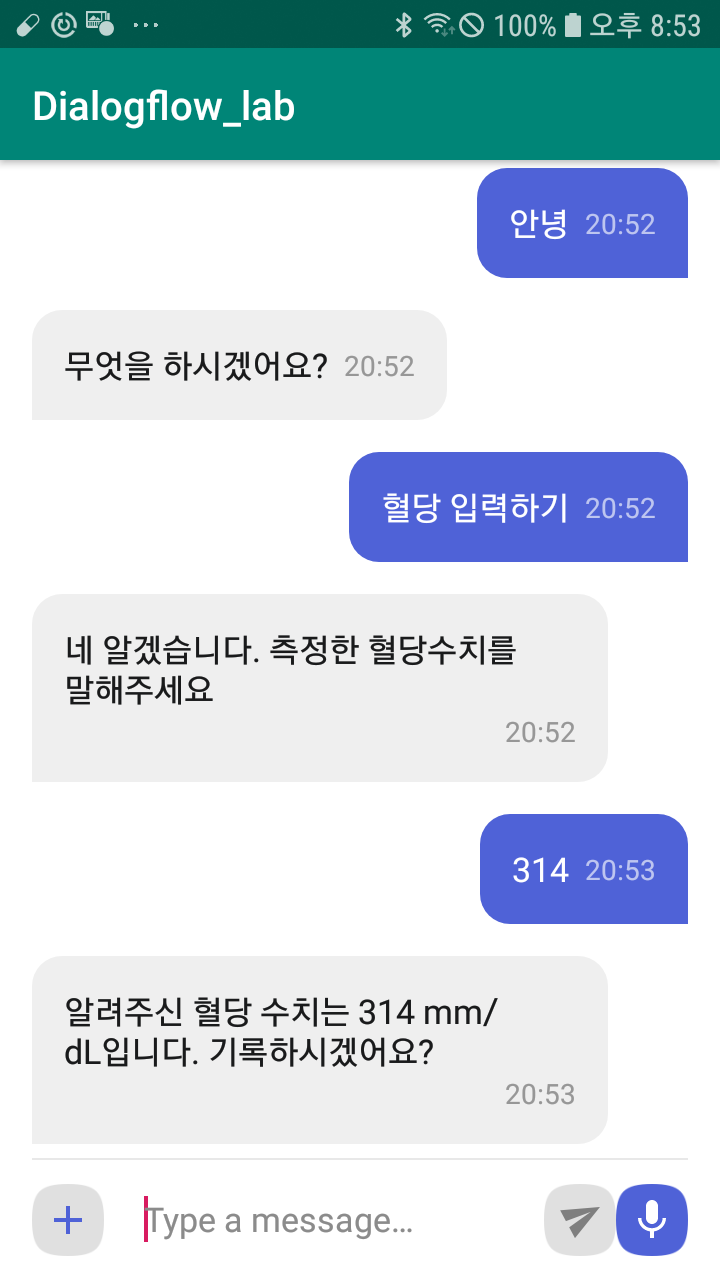 100% 오후 8:53
Dialogflow_lab
안녕 20:52
무엇을 하시겠어요? 20:52
혈당 입력하기 20:52
네 알겠습니다. 측정한 혈당수치를
말해주세요
20:52
314 20:53
알려주신 혈당 수치는 314 mm/
dL입니다. 기록하시겠어요?
20:53
Type a message…